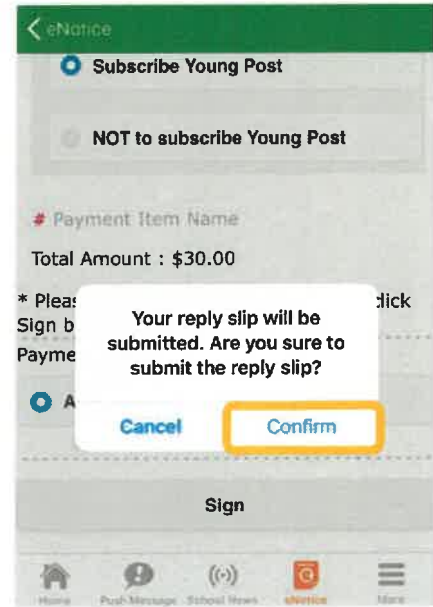 eNotice
Subscribe Young Post
NOT to subscribe Young Post
# Payment Item Name
Total Amount : $30.00
* Pleas click
Sign b
Payme
Your reply slip will be
submitted. Are you sure to
submit the reply slip?
A
Cancel Confirm
Sign
Home Push Message School News eNotice More